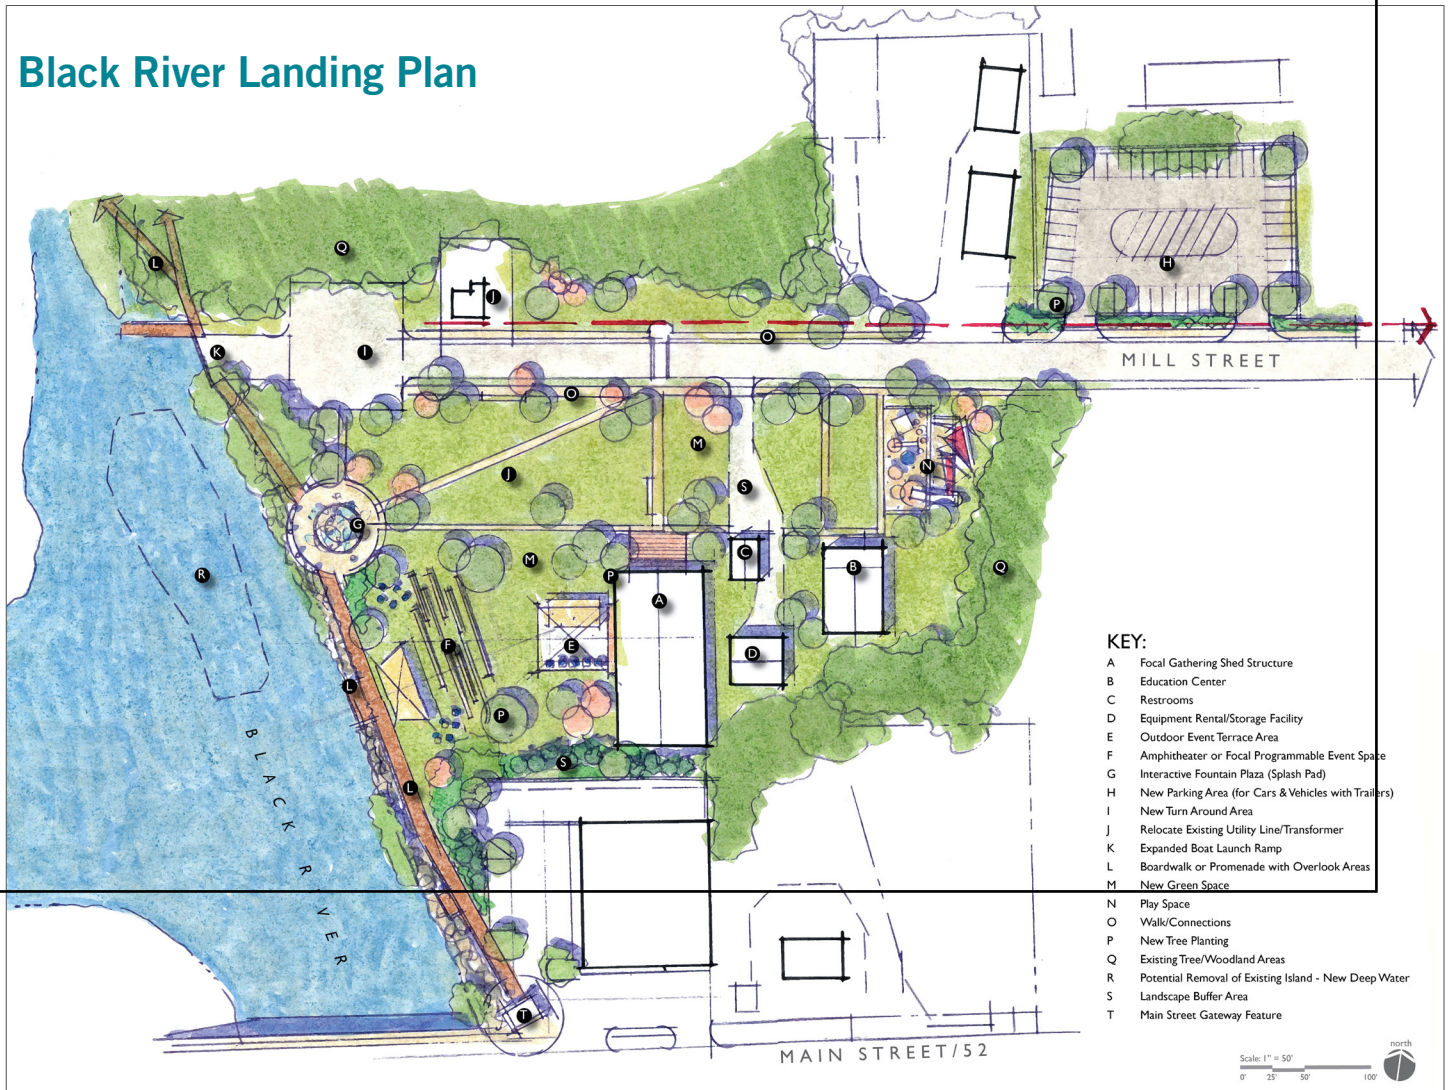 Black River Landing Plan
Q
L
J
H
P
O
K
I
MILL STREET
O
M
J
N
S
G
C
M
B
Q
R
P
A
F
E
D
L
P
BLACK RIVER
S
L
T
MAIN STREET/52
KEY:
A Focal Gathering Shed Structure
B Education Center
C Restrooms
D Equipment Rental/Storage Facility
E Outdoor Event Terrace Area
F Amphitheater or Focal Programmable Event Space
G Interactive Fountain Plaza (Splash Pad)
H New Parking Area (for Cars & Vehicles with Trailers)
I New Turn Around Area
J Relocate Existing Utility Line/Transformer
K Expanded Boat Launch Ramp
L Boardwalk or Promenade with Overlook Areas
M New Green Space
N Play Space
O Walk/Connections
P New Tree Planting
Q Existing Tree/Woodland Areas
R Potential Removal of Existing Island - New Deep Water
S Landscape Buffer Area
T Main Street Gateway Feature
north
Scale: 1" = 50'
0' 25' 50' 100'